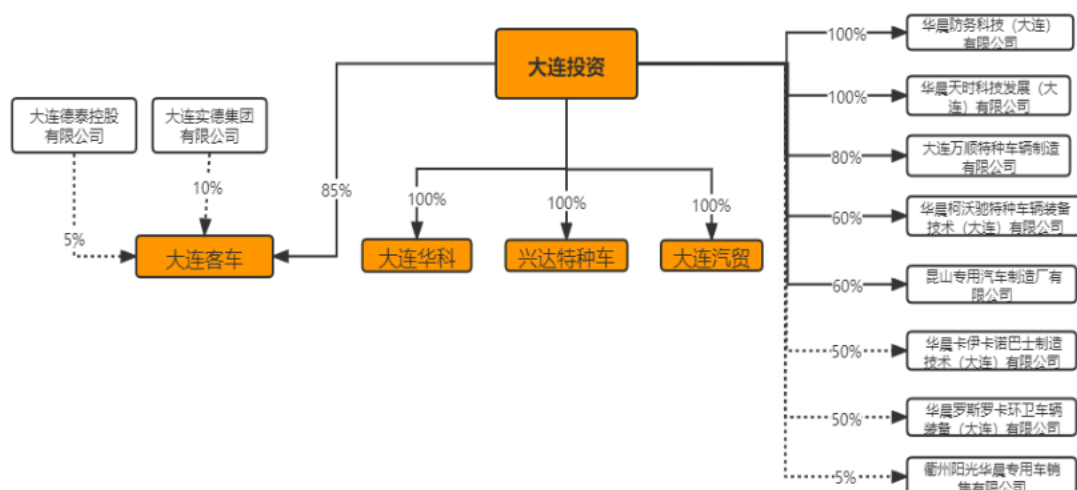 大连投资
大连德泰控股
有限公司
大连实德集团
有限公司
5%
10%
85%
大连客车
100%
大连华科
100%
兴达特种车
100%
大连汽贸
100%
华晨防务科技（大连）
有限公司
100%
华晨天时科技发展（大
连）有限公司
80%
大连万顺特种车辆制造
有限公司
60%
华晨柯沃驰特种车辆装备
技术（大连）有限公司
60%
昆山专用汽车制造厂有
限公司
50%
华晨卡伊卡诺巴士制造
技术（大连）有限公司
50%
华晨罗斯罗卡环卫车辆
装备（大连）有限公司
5%
衢州阳光华晨专用车销
售有限公司